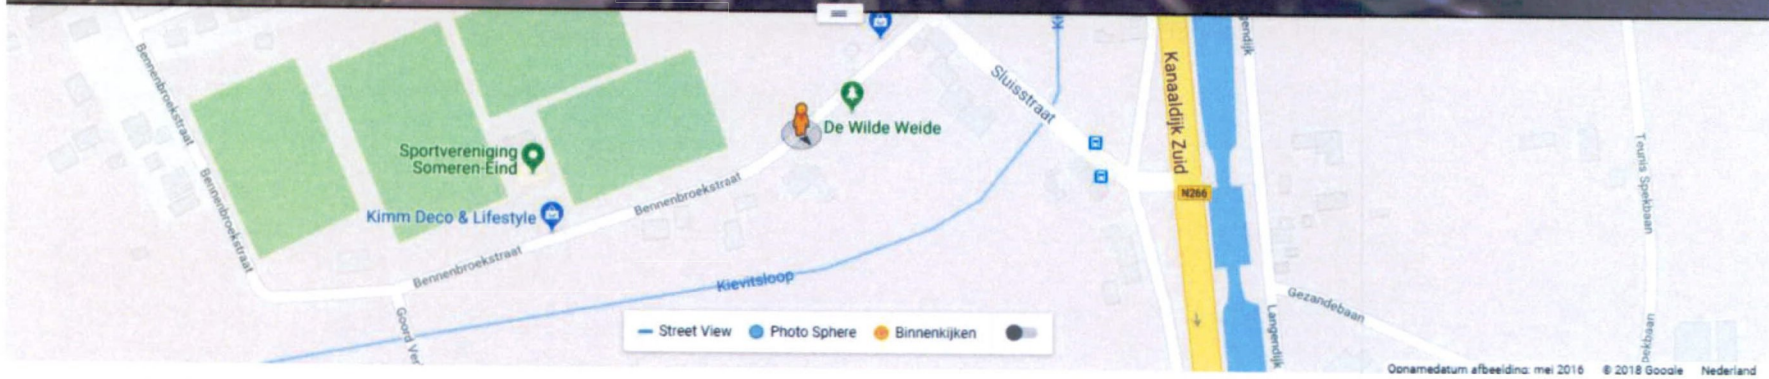 Bennenbroekstraat
Bennenbroekstraat
Sportvereniging
Someren-Eind
Kimm Deco & Lifestyle
Bennenbroekstraat
Bennenbroekstraat
De Wilde Weide
Sluisstraat
Kievitsloop
Kanaaldijk Zuid
N266
Langendijk
Gezandebaan
Teunis Spekbaan
Street View
Photo Sphere
Binnenkijken
Opnamedatum afbeelding: mei 2016 © 2018 Google Nederland